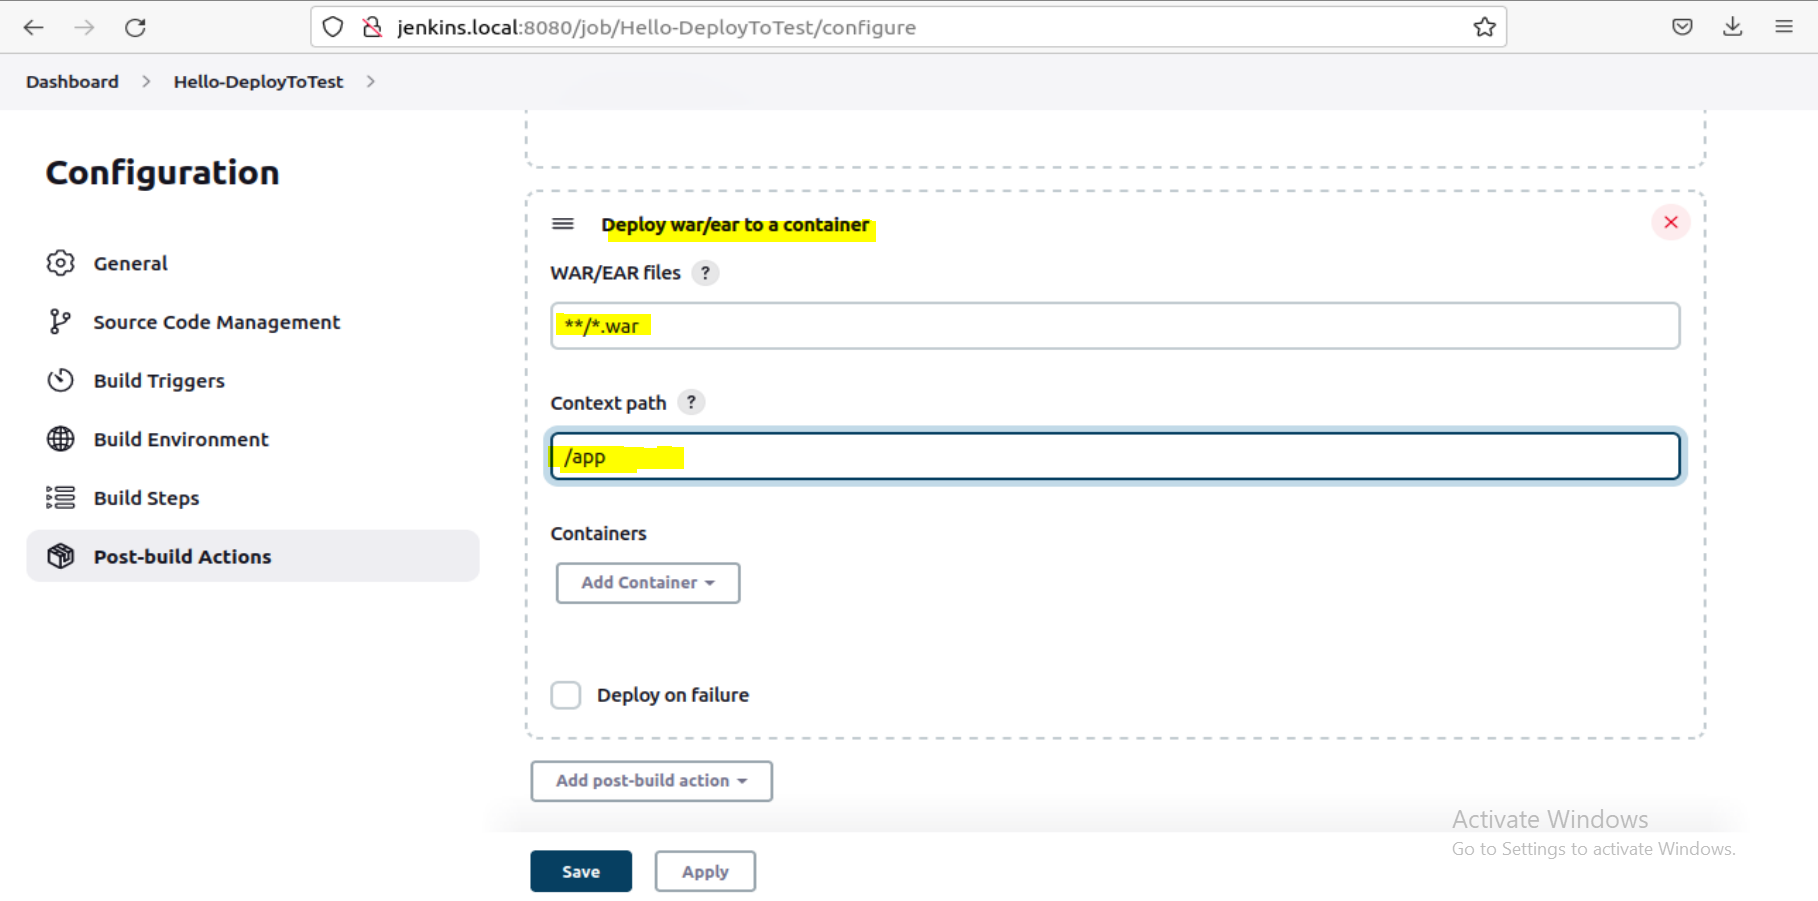 jenkins.local:8080/job/Hello-DeployToTest/configure
Dashboard > Hello-DeployToTest >
Configuration
General
Source Code Management
Build Triggers
Build Environment
Build Steps
Post-build Actions
Deploy war/ear to a container
WAR/EAR files ?
**/*.war
Context path ?
/app
Containers
Add Container
Deploy on failure
Add post-build action
Save Apply
Activate Windows
Go to Settings to activate Windows.